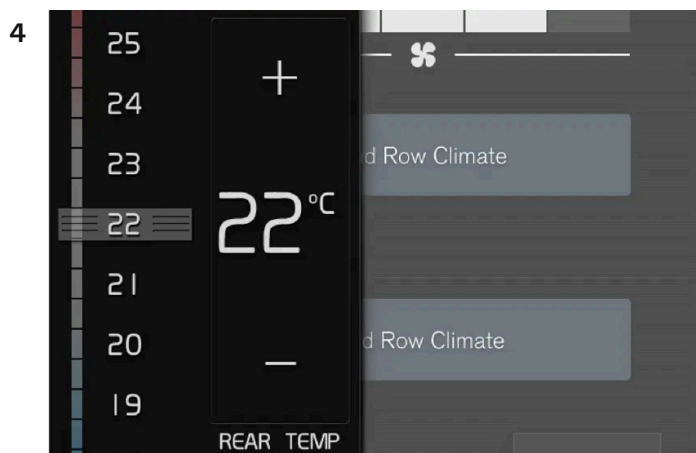 4
25
24
23
22
21
20
19
+
22 °C
−
REAR TEMP
d Row Climate
d Row Climate